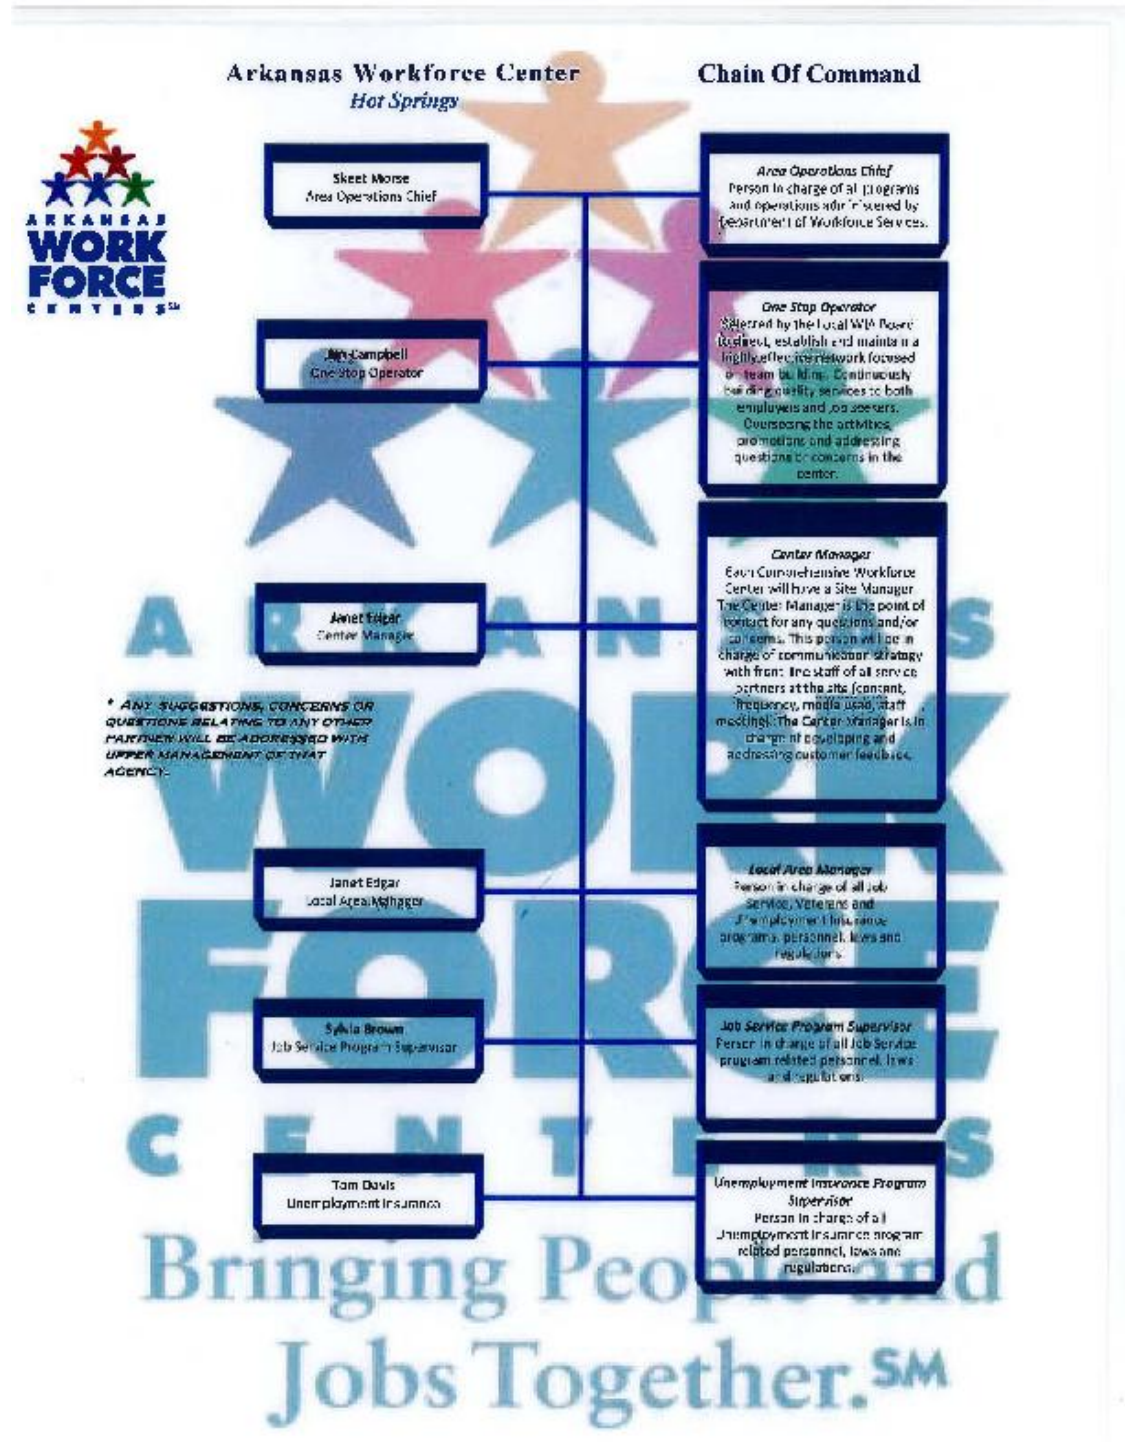 Arkansas Workforce Center
Hot Springs
Chain Of Command
ARKANSAS
WORK
FORCE
CENTERS SM
Skeet Morse
Area Operations Chief
Area Operations Chief
Person in charge of all programs
and operations administered by
Department of Workforce Services.
Jim Campbell
One Stop Operator
One Stop Operator
Selected by the Local WIA Board
to direct, establish and maintain a
highly effective network focused
on team building. Continuously
building quality services to both
employers and job seekers.
Overseeing the activities,
promotions and addressing
questions or concerns in the
center.
Janet Edgar
Center Manager
Center Manager
Each Comprehensive Workforce
Center will have a Site Manager
The Center Manager is the point of
contact for any questions and/or
concerns. This person will be in
charge of communication strategy
with front line staff of all service
partners at the site (content,
frequency, media used, staff
meeting). The Center Manager is in
charge of developing and
addressing customer feedback.
* ANY SUGGESTIONS, CONCERNS OR
QUESTIONS RELATING TO ANY OTHER
PARTNER WILL BE ADDRESSED WITH
UPPER MANAGEMENT OF THAT
AGENCY.
Janet Edgar
Local Area Manager
Local Area Manager
Person in charge of all Job
Service, Veterans and
Unemployment Insurance
programs, personnel, laws and
regulations.
Sylvia Brown
Job Service Program Supervisor
Job Service Program Supervisor
Person in charge of all Job Service
program related personnel, laws
and regulations.
Tom Davis
Unemployment Insurance
Unemployment Insurance Program
Supervisor
Person in charge of all
Unemployment Insurance program
related personnel, laws and
regulations.
ARKANSAS
WORK
FORCE
CENTERS
Bringing People and
Jobs Together.SM